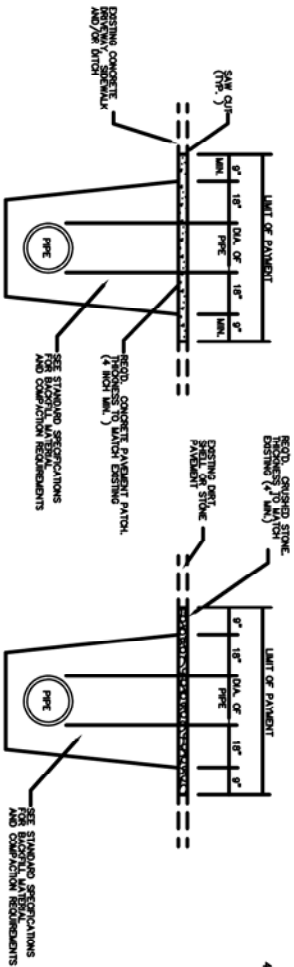 LIMIT OF PAYMENT
9" 18" DIA. OF 18" 9"
MIN. PIPE MIN.
SAW CUT
(TYP. )
EXISTING CONCRETE
DRIVEWAY, SIDEWALK
AND/OR DITCH
PIPE
REQ'D. CONCRETE PAVEMENT PATCH.
THICKNESS TO MATCH EXISTING
(4 INCH MIN. )
SEE STANDARD SPECIFICATIONS
FOR BACKFILL MATERIAL
AND COMPACTION REQUIREMENTS
LIMIT OF PAYMENT
9" 18" DIA. OF 18" 9"
PIPE
REQ'D. CRUSHED STONE.
THICKNESS TO MATCH
EXISTING (4" MIN.)
EXISTING DIRT,
SHELL OR STONE
PAVEMENT
PIPE
SEE STANDARD SPECIFICATIONS
FOR BACKFILL MATERIAL
AND COMPACTION REQUIREMENTS
4